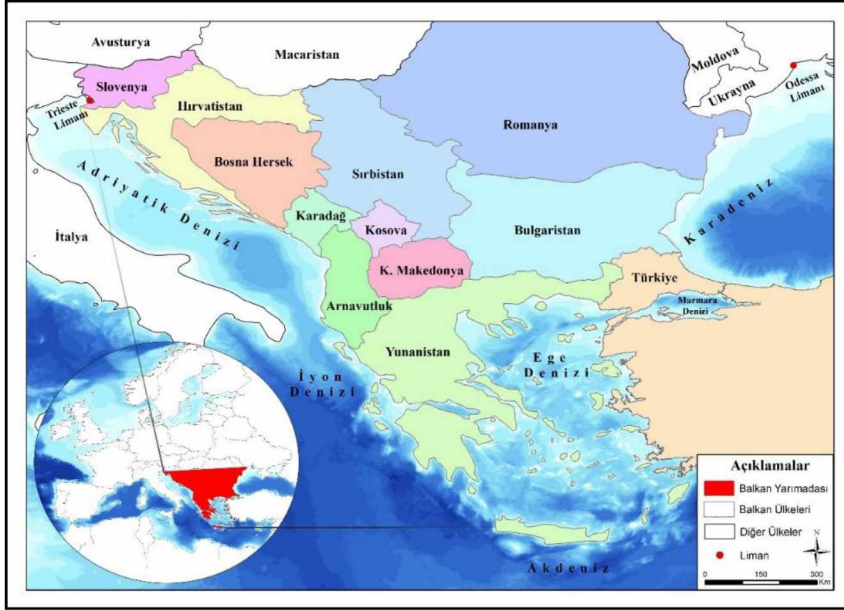 Avusturya
Macaristan
Moldova
Ukrayna
Odessa
Limanı
Slovenya
Trieste
Limanı
Hırvatistan
Romanya
Bosna Hersek
Sırbistan
Adriyatik Denizi
Karadeniz
Karadağ
Kosova
Bulgaristan
İtalya
K. Makedonya
Türkiye
Marmara
Denizi
Arnavutluk
Yunanistan
Ege
Denizi
İyon
Denizi
Akdeniz
Açıklamalar
Balkan Yarımadası
Balkan Ülkeleri
Diğer Ülkeler
Liman
N
0 150 300
Km